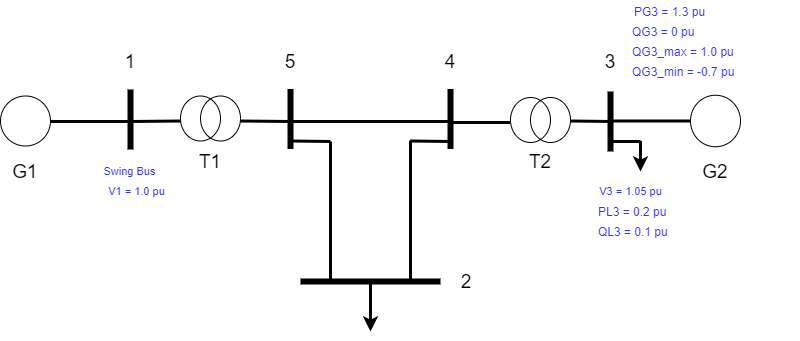 PG3 = 1.3 pu
QG3 = 0 pu
QG3_max = 1.0 pu
QG3_min = -0.7 pu
1
5
4
3
G1
T1
T2
G2
Swing Bus
V1 = 1.0 pu
V3 = 1.05 pu
PL3 = 0.2 pu
QL3 = 0.1 pu
2